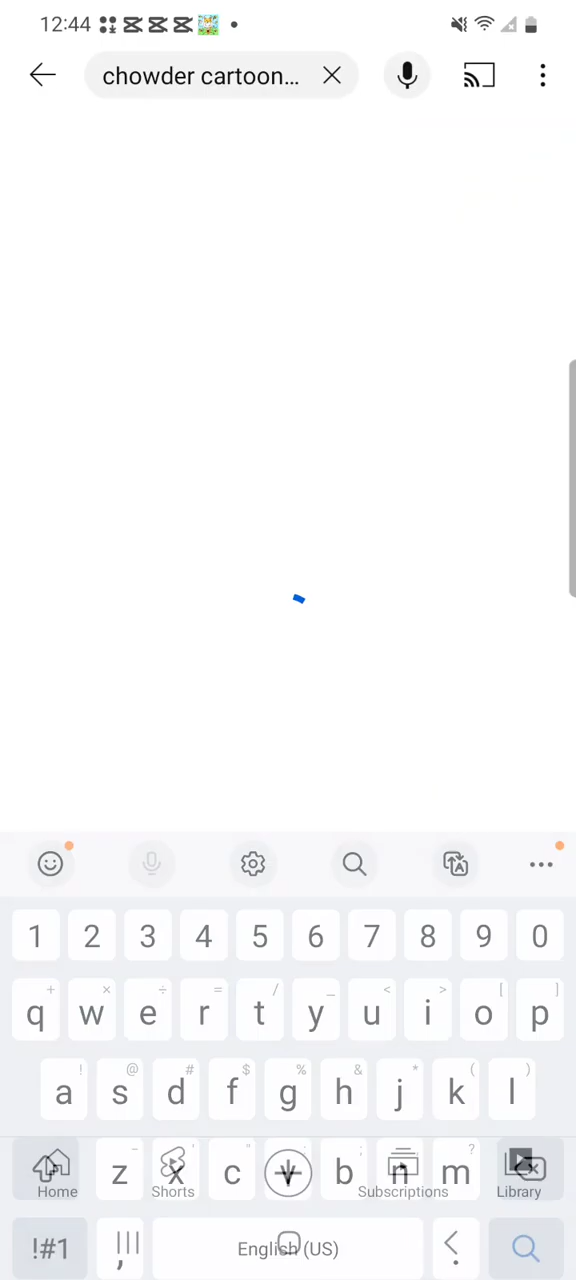 12:44
chowder cartoon...
1 2 3 4 5 6 7 8 9 0
+ × ÷ = / _ < > [ ]
q w e r t y u i o p
! @ # $ % & * ( )
a s d f g h j k l
- ' " : ; ?
z x c v b n m
Home Shorts Subscriptions Library
!#1 , English (US) .